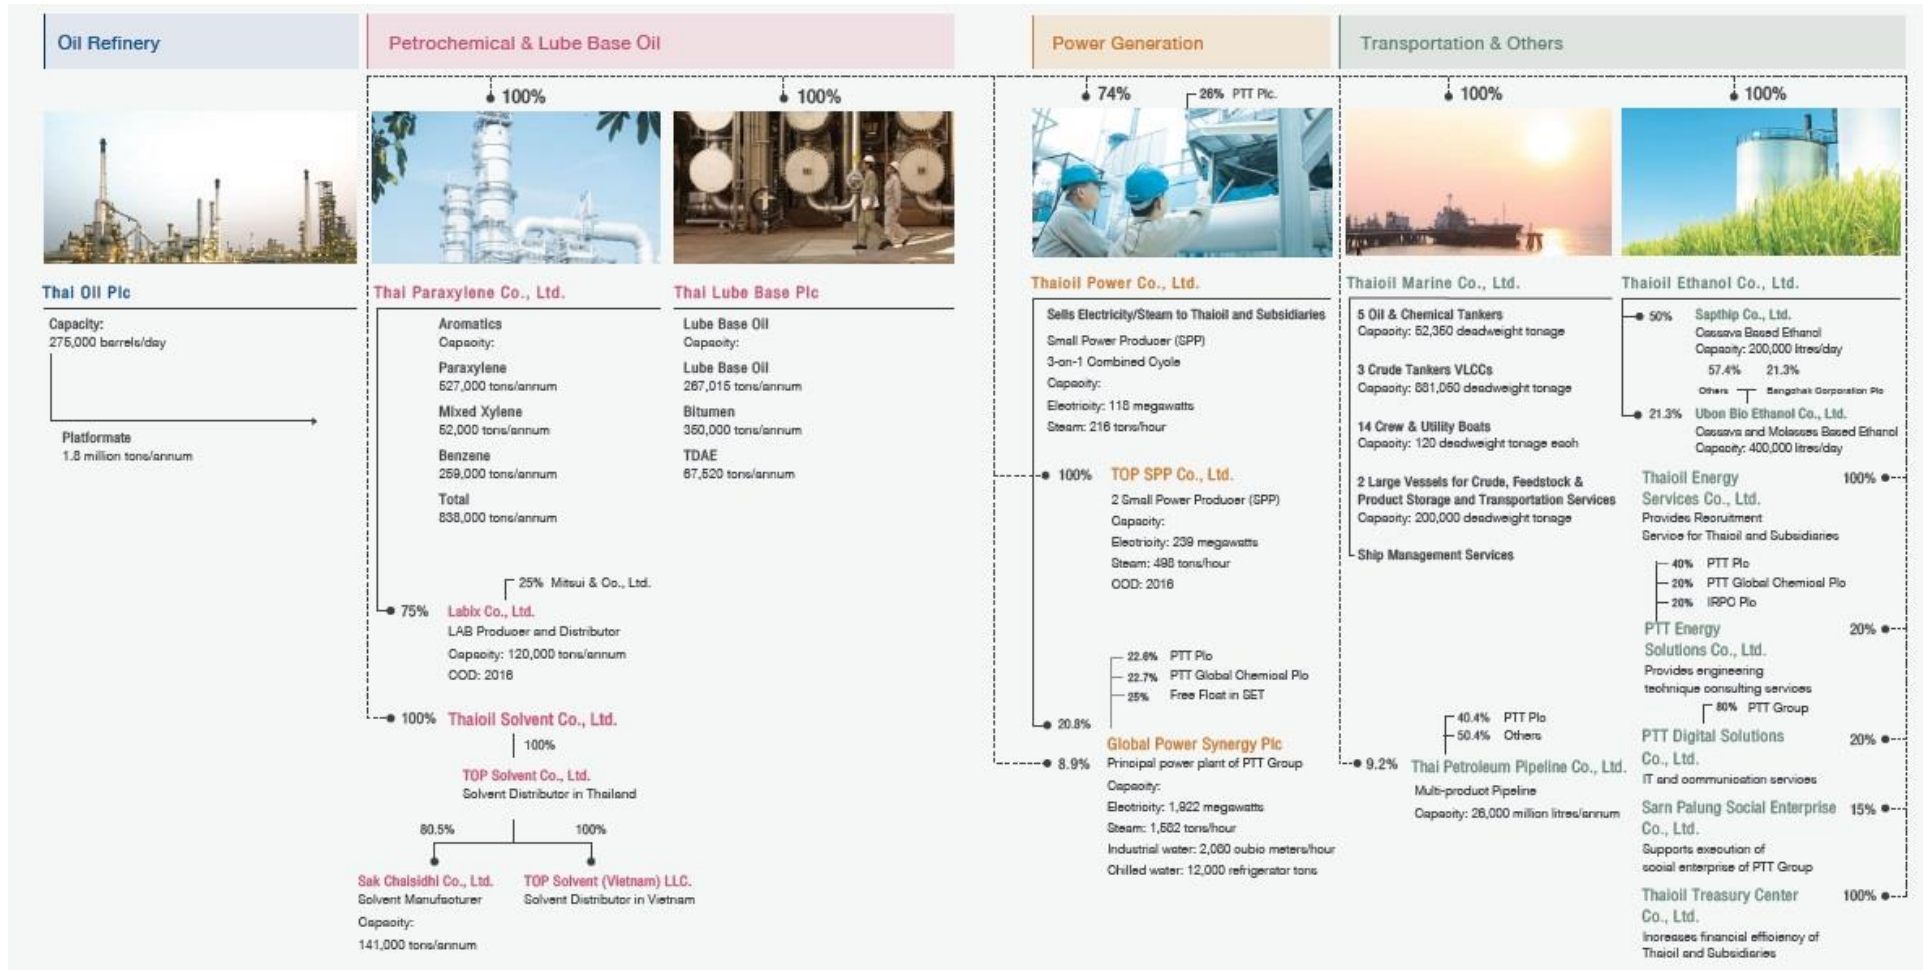 Oil Refinery
Petrochemical & Lube Base Oil
Power Generation
Transportation & Others
100%
100%
74%
26% PTT Plc.
100%
100%
Thai Oil Plc
Capacity:
275,000 barrels/day
Platformate
1.8 million tons/annum
Thai Paraxylene Co., Ltd.
Aromatics
Capacity:
Paraxylene
527,000 tons/annum
Mixed Xylene
52,000 tons/annum
Benzene
259,000 tons/annum
Total
838,000 tons/annum
25% Mitsui & Co., Ltd.
75% Labix Co., Ltd.
LAB Producer and Distributor
Capacity: 120,000 tons/annum
COD: 2016
100% Thaioil Solvent Co., Ltd.
100%
TOP Solvent Co., Ltd.
Solvent Distributor in Thailand
80.5%
100%
Sak Chaisidhi Co., Ltd.
Solvent Manufacturer
Capacity:
141,000 tons/annum
TOP Solvent (Vietnam) LLC.
Solvent Distributor in Vietnam
Thai Lube Base Plc
Lube Base Oil
Capacity:
Lube Base Oil
267,015 tons/annum
Bitumen
350,000 tons/annum
TDAE
67,520 tons/annum
Thaioil Power Co., Ltd.
Sells Electricity/Steam to Thaioil and Subsidiaries
Small Power Producer (SPP)
3-on-1 Combined Cycle
Capacity:
Electricity: 118 megawatts
Steam: 216 tons/hour
100% TOP SPP Co., Ltd.
2 Small Power Producer (SPP)
Capacity:
Electricity: 239 megawatts
Steam: 498 tons/hour
COD: 2016
22.6% PTT Plc
22.7% PTT Global Chemical Plc
25% Free Float in SET
20.8%
Global Power Synergy Plc
8.9% Principal power plant of PTT Group
Capacity:
Electricity: 1,922 megawatts
Steam: 1,582 tons/hour
Industrial water: 2,080 cubic meters/hour
Chilled water: 12,000 refrigerator tons
Thaioil Marine Co., Ltd.
5 Oil & Chemical Tankers
Capacity: 52,350 deadweight tonage
3 Crude Tankers VLCCs
Capacity: 881,050 deadweight tonage
14 Crew & Utility Boats
Capacity: 120 deadweight tonage each
2 Large Vessels for Crude, Feedstock &
Product Storage and Transportation Services
Capacity: 200,000 deadweight tonage
Ship Management Services
40.4% PTT Plc
50.4% Others
9.2% Thai Petroleum Pipeline Co., Ltd.
Multi-product Pipeline
Capacity: 26,000 million litres/annum
Thaioil Ethanol Co., Ltd.
50% Sapthip Co., Ltd.
Cassava Based Ethanol
Capacity: 200,000 litres/day
57.4% 21.3%
Others Bangchak Corporation Plc
21.3% Ubon Bio Ethanol Co., Ltd.
Cassava and Molasses Based Ethanol
Capacity: 400,000 litres/day
Thaioil Energy 100%
Services Co., Ltd.
Provides Recruitment
Service for Thaioil and Subsidiaries
40% PTT Plc
20% PTT Global Chemical Plc
20% IRPC Plc
PTT Energy 20%
Solutions Co., Ltd.
Provides engineering
technique consulting services
80% PTT Group
PTT Digital Solutions 20%
Co., Ltd.
IT and communication services
Sarn Palung Social Enterprise 15%
Co., Ltd.
Supports execution of
social enterprise of PTT Group
Thaioil Treasury Center 100%
Co., Ltd.
Increases financial efficiency of
Thaioil and Subsidiaries